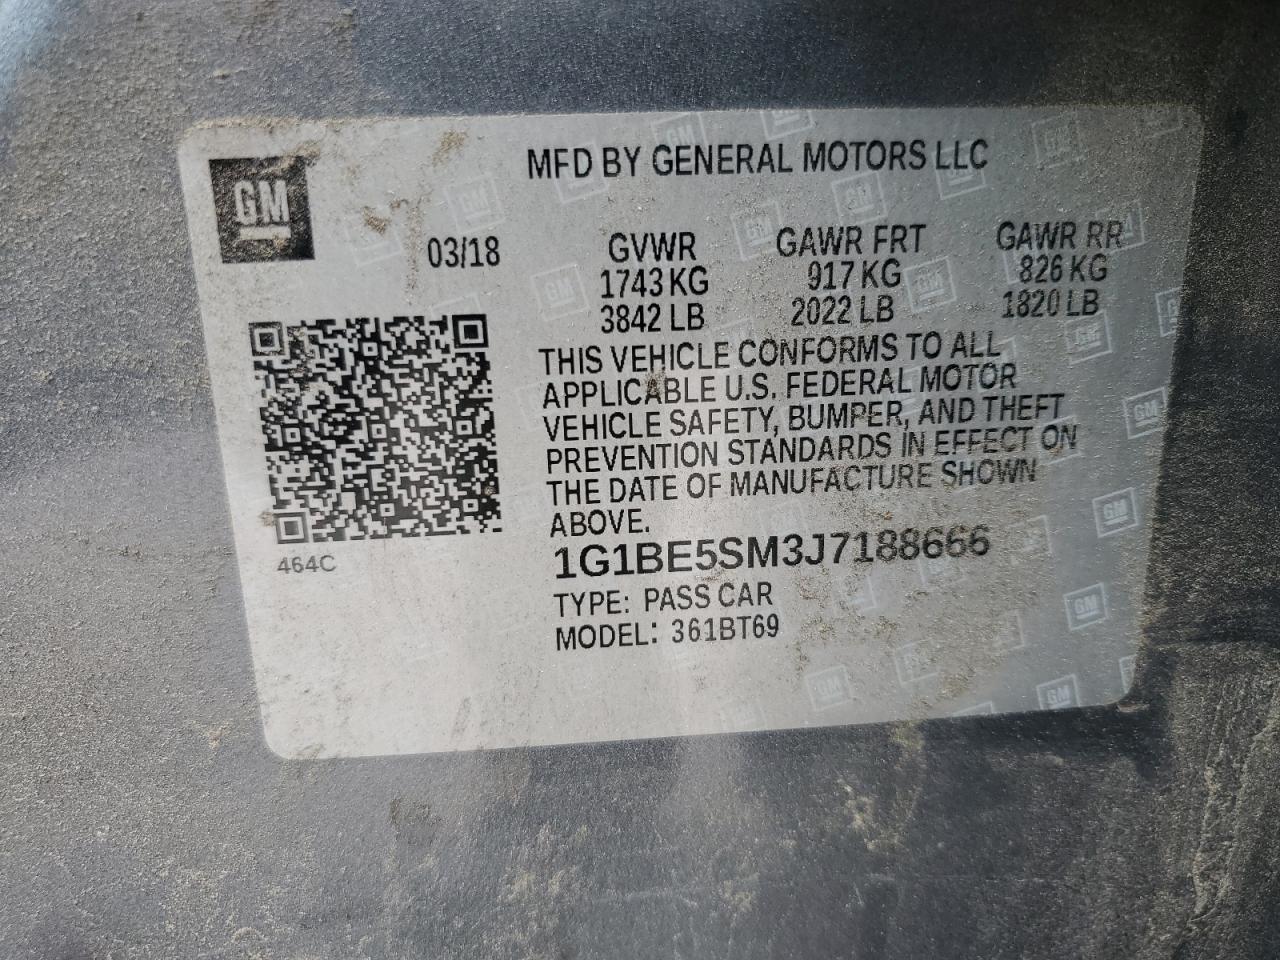 GM
MFD BY GENERAL MOTORS LLC
03/18
GVWR GAWR FRT GAWR RR
1743 KG 917 KG 826 KG
3842 LB 2022 LB 1820 LB
THIS VEHICLE CONFORMS TO ALL
APPLICABLE U.S. FEDERAL MOTOR
VEHICLE SAFETY, BUMPER, AND THEFT
PREVENTION STANDARDS IN EFFECT ON
THE DATE OF MANUFACTURE SHOWN
ABOVE.
464C
1G1BE5SM3J7188666
TYPE: PASS CAR
MODEL: 361BT69